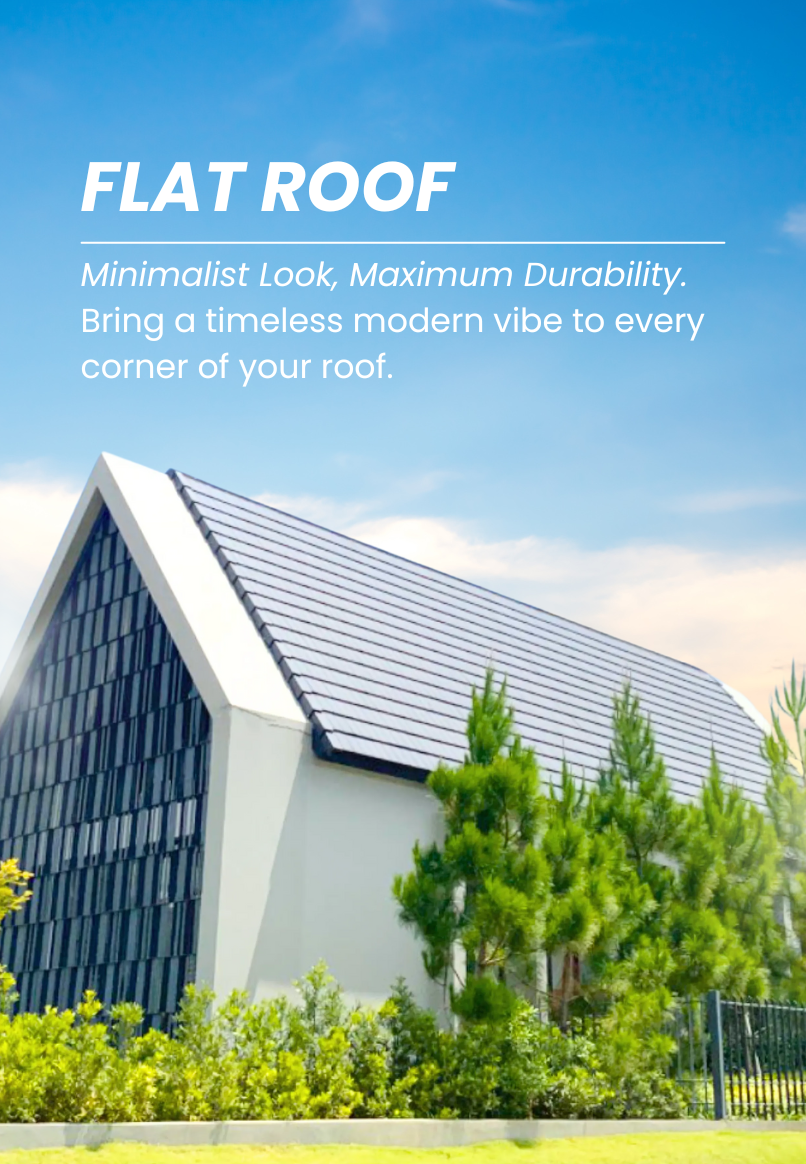 FLAT ROOF
Minimalist Look, Maximum Durability.
Bring a timeless modern vibe to every
corner of your roof.